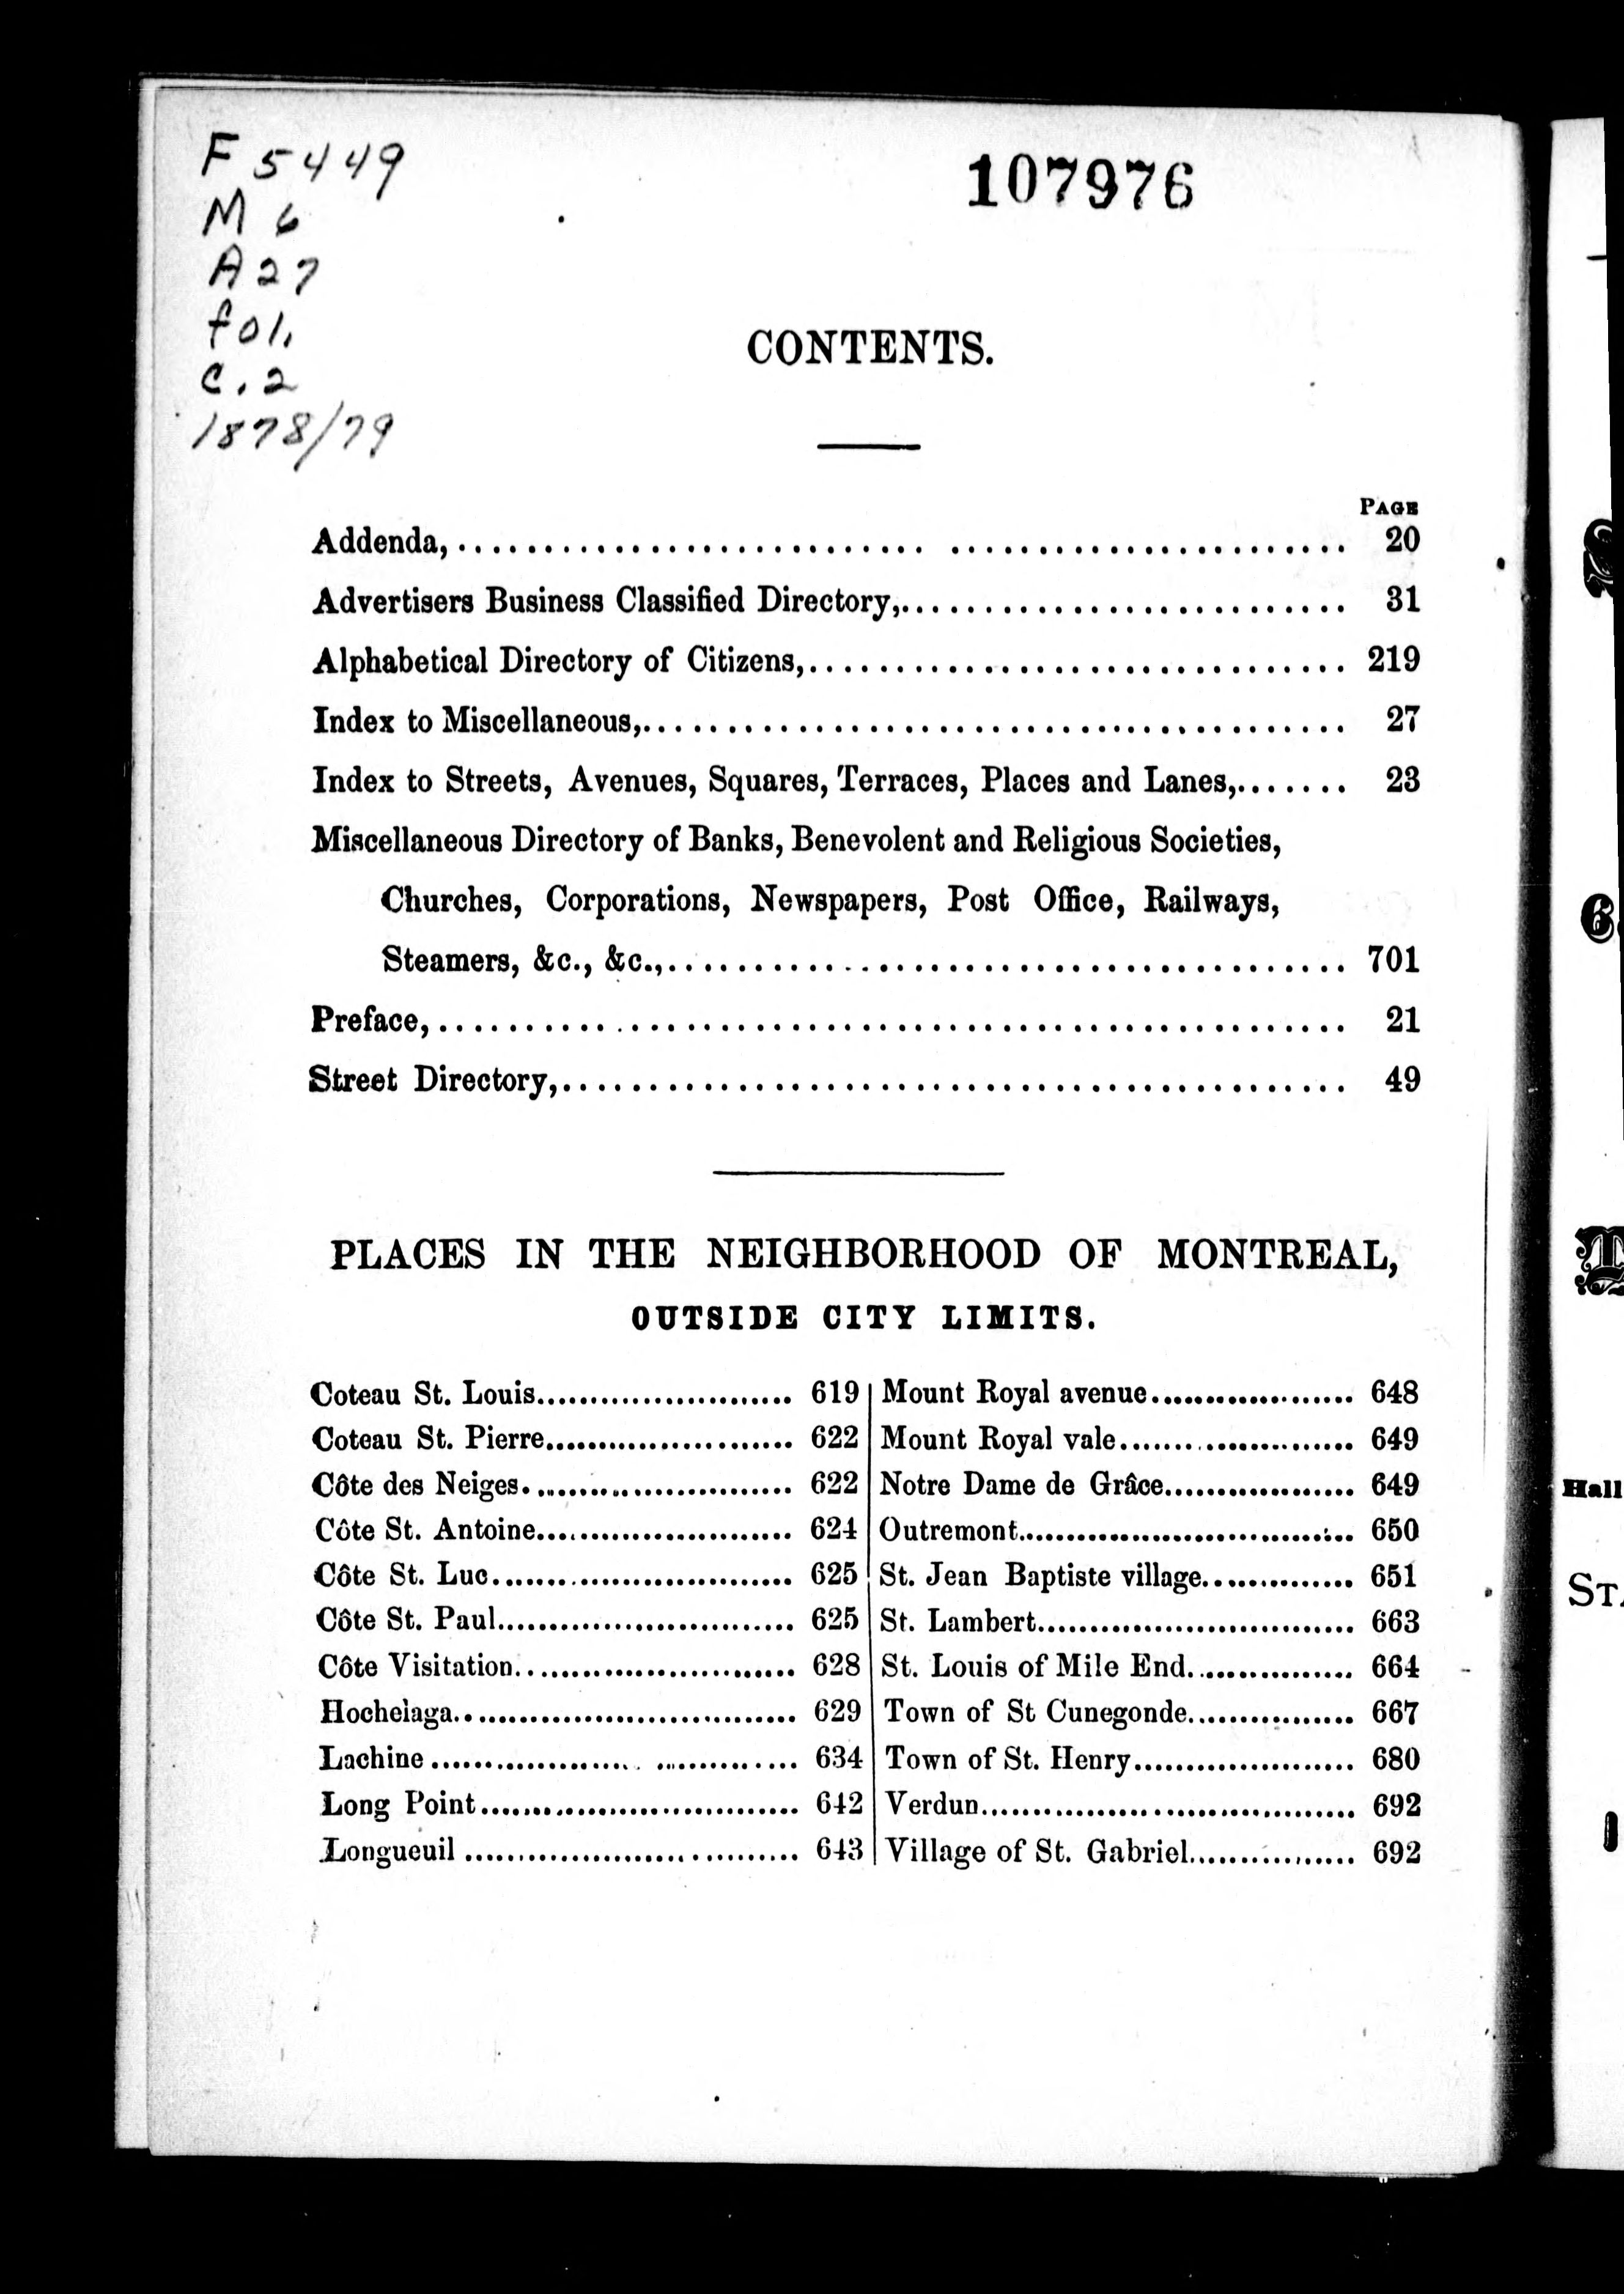 F5449
M6
A27
fol.
c.2
1878/79
107976
CONTENTS.
PAGE
Addenda, 20
Advertisers Business Classified Directory, 31
Alphabetical Directory of Citizens, 219
Index to Miscellaneous, 27
Index to Streets, Avenues, Squares, Terraces, Places and Lanes, 23
Miscellaneous Directory of Banks, Benevolent and Religious Societies,
Churches, Corporations, Newspapers, Post Office, Railways,
Steamers, &c., &c., 701
Preface, 21
Street Directory, 49
PLACES IN THE NEIGHBORHOOD OF MONTREAL,
OUTSIDE CITY LIMITS.
Coteau St. Louis 619
Coteau St. Pierre 622
Côte des Neiges 622
Côte St. Antoine 624
Côte St. Luc 625
Côte St. Paul 625
Côte Visitation 628
Hochelaga 629
Lachine 634
Long Point 642
Longueuil 643
Mount Royal avenue 648
Mount Royal vale 649
Notre Dame de Grâce 649
Outremont 650
St. Jean Baptiste village 651
St. Lambert 663
St. Louis of Mile End 664
Town of St Cunegonde 667
Town of St. Henry 680
Verdun 692
Village of St. Gabriel 692
Hall
ST.